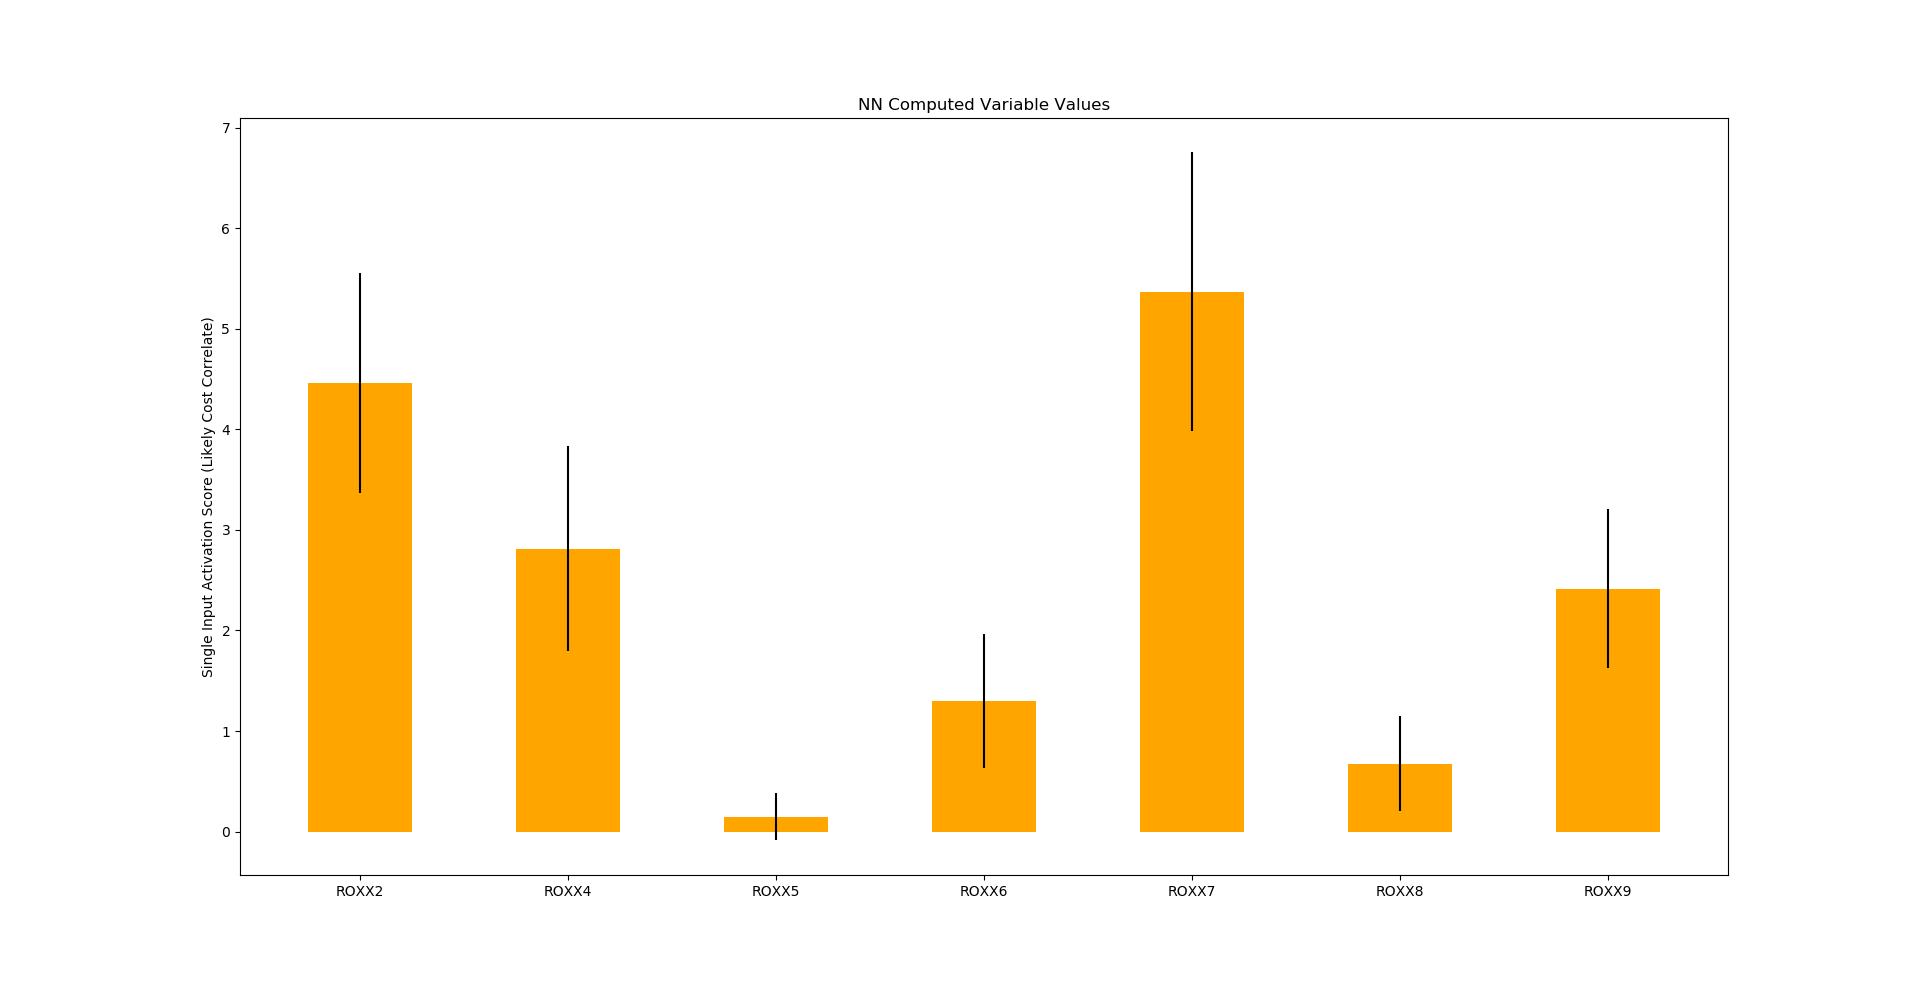 NN Computed Variable Values
Single Input Activation Score (Likely Cost Correlate)
7
6
5
4
3
2
1
0
ROXX2 ROXX4 ROXX5 ROXX6 ROXX7 ROXX8 ROXX9